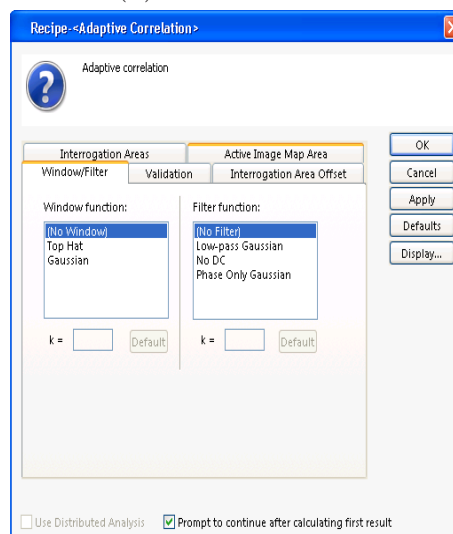 Recipe-<Adaptive Correlation>
Adaptive correlation
Interrogation Areas
Active Image Map Area
Window/Filter
Validation
Interrogation Area Offset
Window function:
(No Window)
Top Hat
Gaussian
k =
Default
Filter function:
(No Filter)
Low-pass Gaussian
No DC
Phase Only Gaussian
k =
Default
OK
Cancel
Apply
Defaults
Display...
Use Distributed Analysis
Prompt to continue after calculating first result